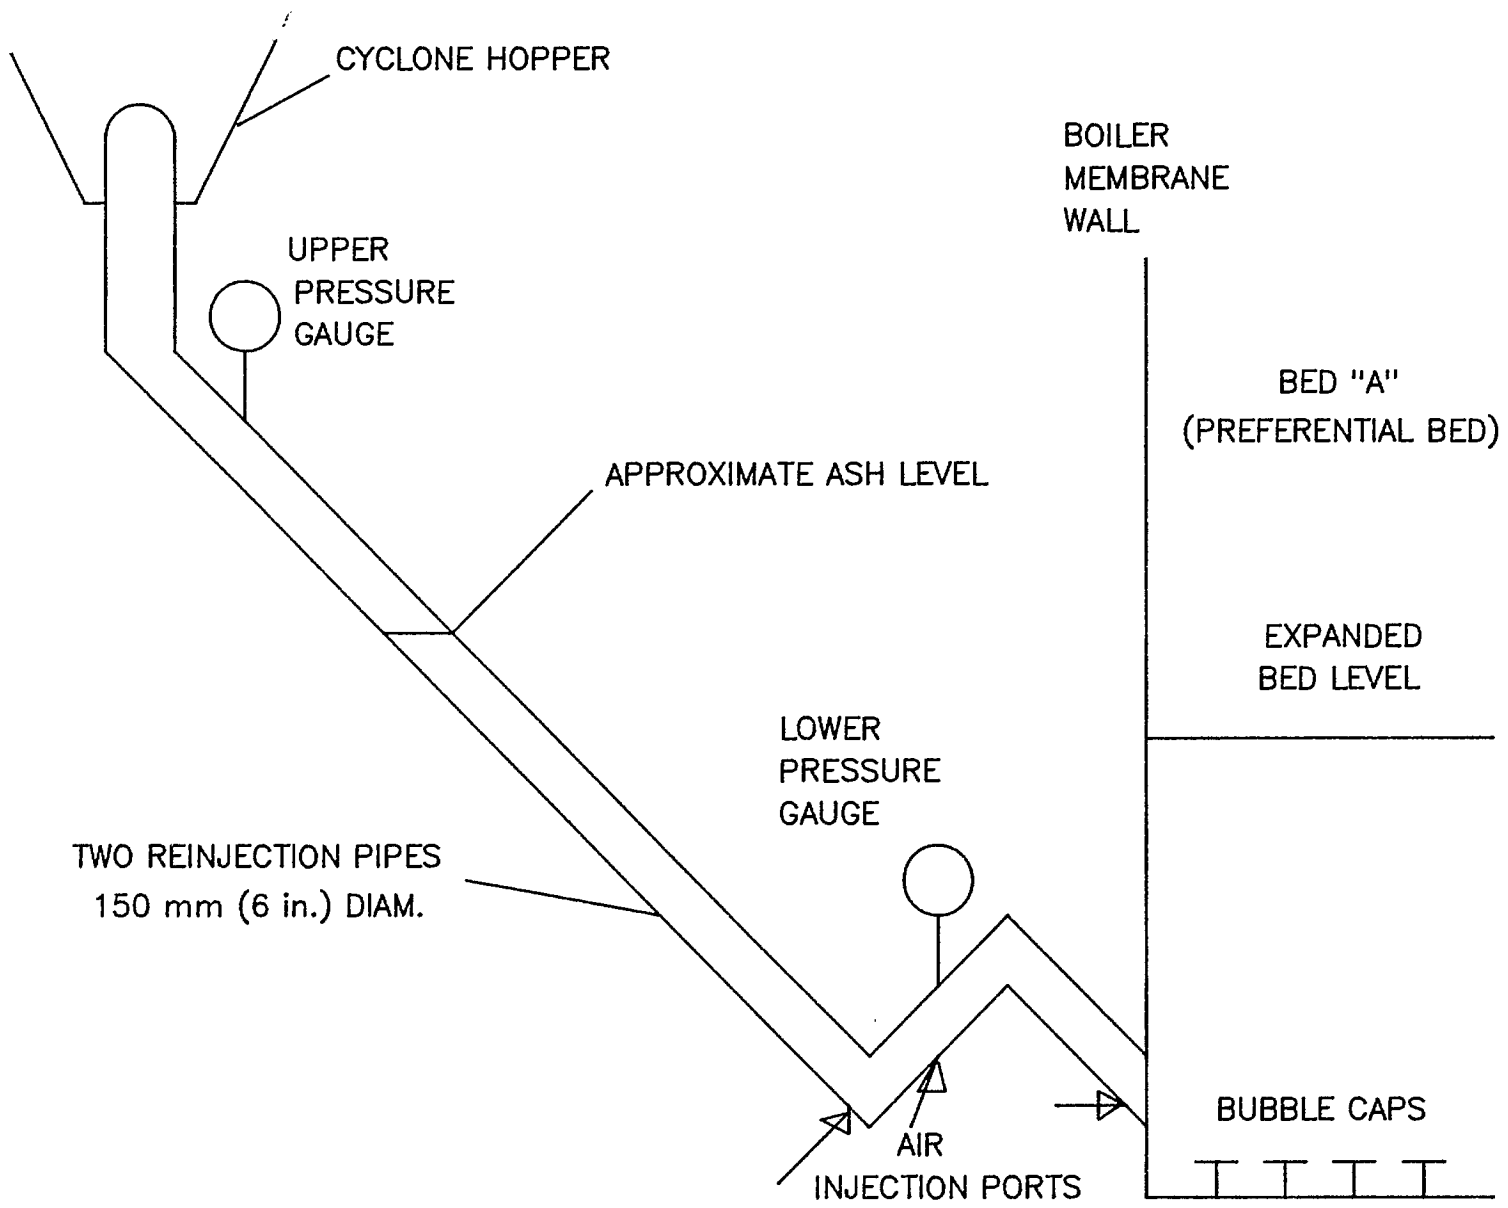 CYCLONE HOPPER
BOILER
MEMBRANE
WALL
UPPER
PRESSURE
GAUGE
BED "A"
(PREFERENTIAL BED)
APPROXIMATE ASH LEVEL
EXPANDED
BED LEVEL
LOWER
PRESSURE
GAUGE
TWO REINJECTION PIPES
150 mm (6 in.) DIAM.
BUBBLE CAPS
AIR
INJECTION PORTS